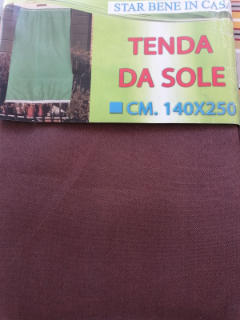 STAR BENE IN CASA
TENDA
DA SOLE
CM. 140X250